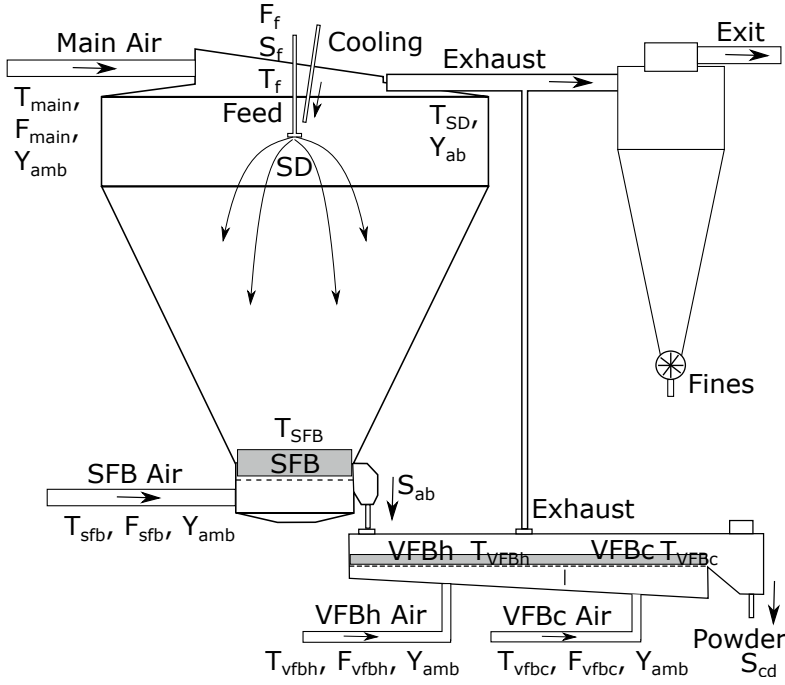 F_f
S_f
T_f
Feed
Cooling
Main Air
T_main,
F_main,
Y_amb
Exhaust
Exit
T_SD,
Y_ab
SD
Fines
T_SFB
SFB
SFB Air
T_sfb, F_sfb, Y_amb
S_ab
Exhaust
VFBh T_VFBh VFBc T_VFBc
VFBh Air
T_vfbh, F_vfbh, Y_amb
VFBc Air
T_vfbc, F_vfbc, Y_amb
Powder
S_cd